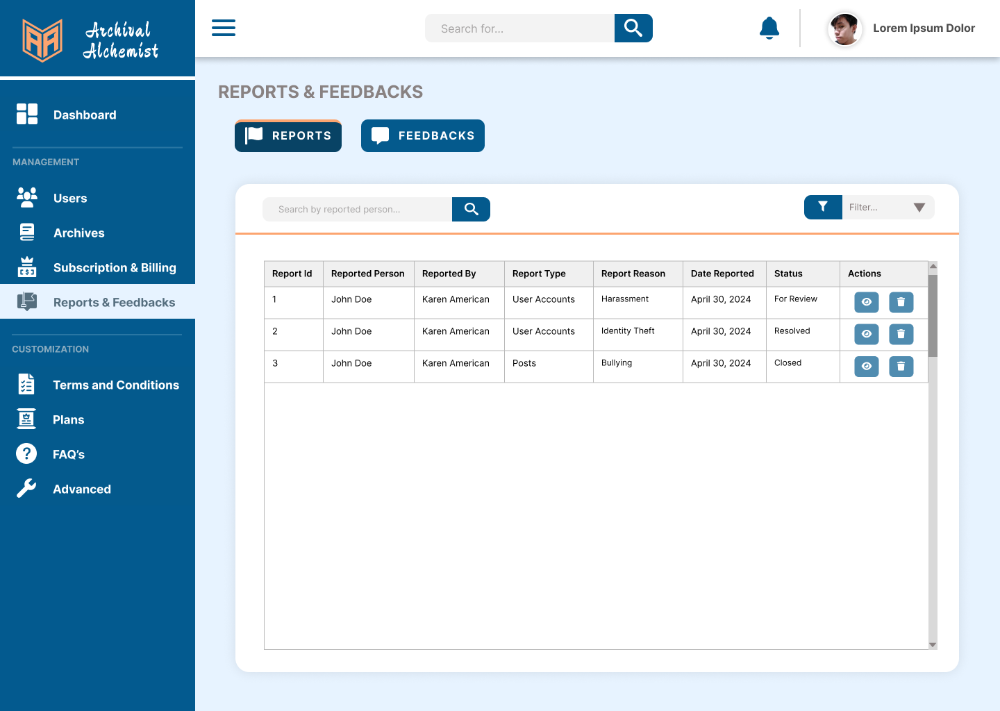 Archival
Alchemist
Search for...
Lorem Ipsum Dolor
Dashboard
MANAGEMENT
Users
Archives
Subscription & Billing
Reports & Feedbacks
CUSTOMIZATION
Terms and Conditions
Plans
FAQ's
Advanced
REPORTS & FEEDBACKS
REPORTS FEEDBACKS
Search by reported person... Filter...
Report Id Reported Person Reported By Report Type Report Reason Date Reported Status Actions
1 John Doe Karen American User Accounts Harassment April 30, 2024 For Review
2 John Doe Karen American User Accounts Identity Theft April 30, 2024 Resolved
3 John Doe Karen American Posts Bullying April 30, 2024 Closed